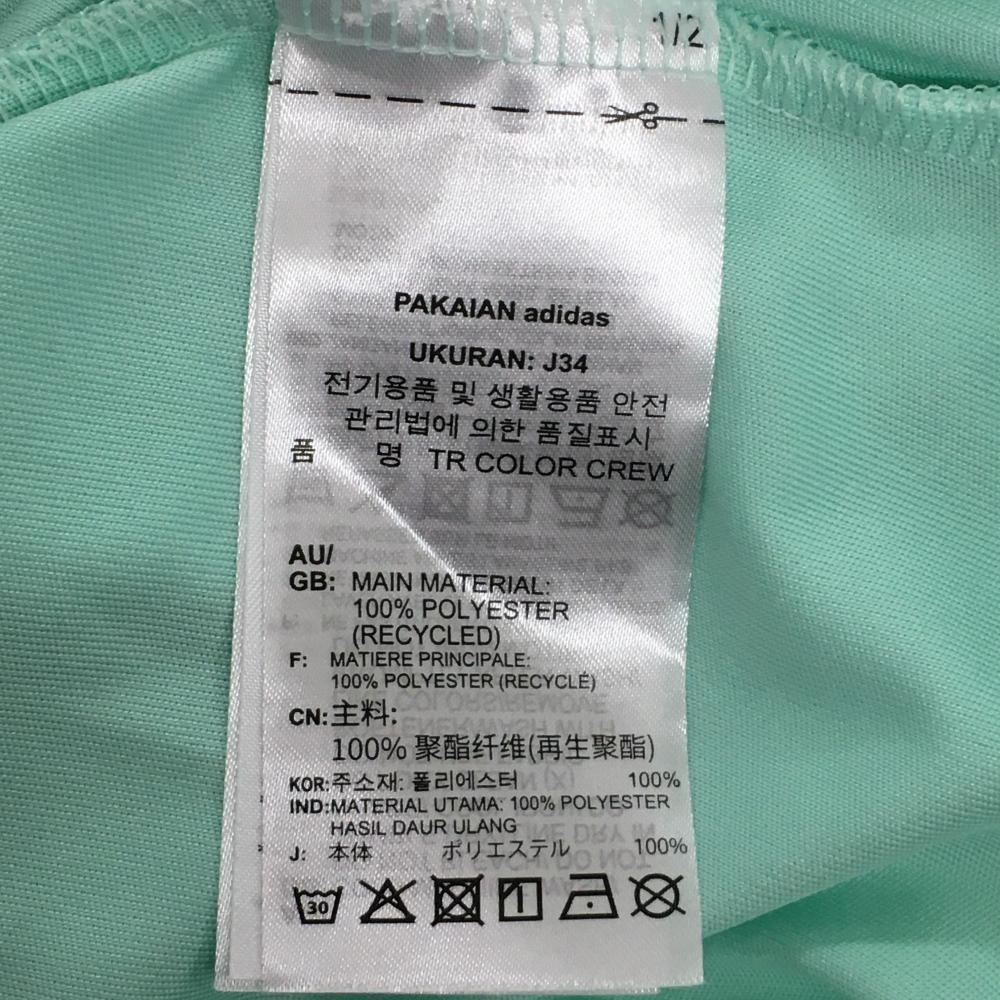 1/2
PAKAIAN adidas
UKURAN: J34
전기용품 및 생활용품 안전
관리법에 의한 품질표시
품 명 TR COLOR CREW
AU/
GB: MAIN MATERIAL:
100% POLYESTER
(RECYCLED)
F: MATIERE PRINCIPALE:
100% POLYESTER (RECYCLÉ)
CN: 主料:
100% 聚酯纤维(再生聚酯)
KOR: 주소재: 폴리에스터 100%
IND: MATERIAL UTAMA: 100% POLYESTER
HASIL DAUR ULANG
J: 本体 ポリエステル 100%
30